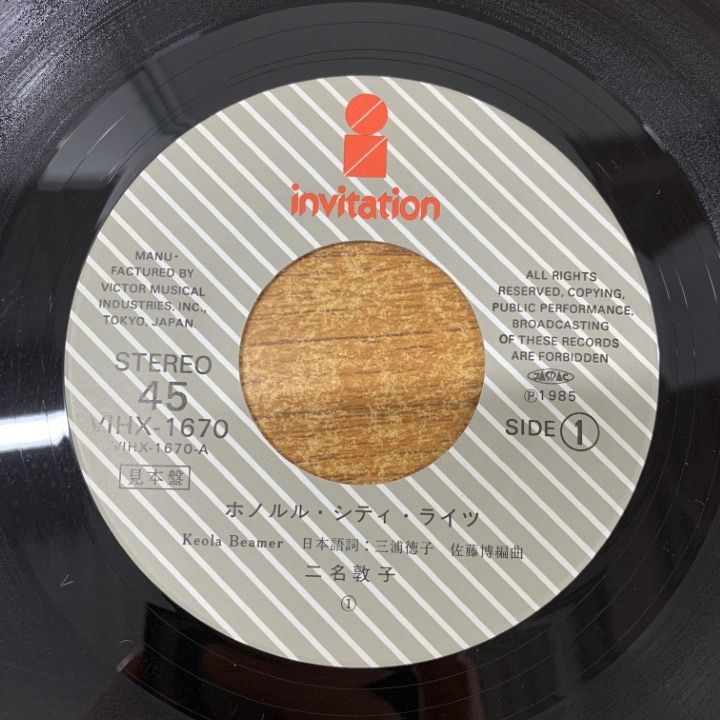 invitation
MANU-
FACTURED BY
VICTOR MUSICAL
INDUSTRIES, INC.,
TOKYO, JAPAN
STEREO
45
VIHX-1670
VIHX-1670-A
見本盤
ALL RIGHTS
RESERVED, COPYING,
PUBLIC PERFORMANCE,
BROADCASTING
OF THESE RECORDS
ARE FORBIDDEN
JASRAC
Ⓟ1985
SIDE ①
ホノルル・シティ・ライツ
Keola Beamer 日本語詞:三浦徳子 佐藤博編曲
二名敦子
①